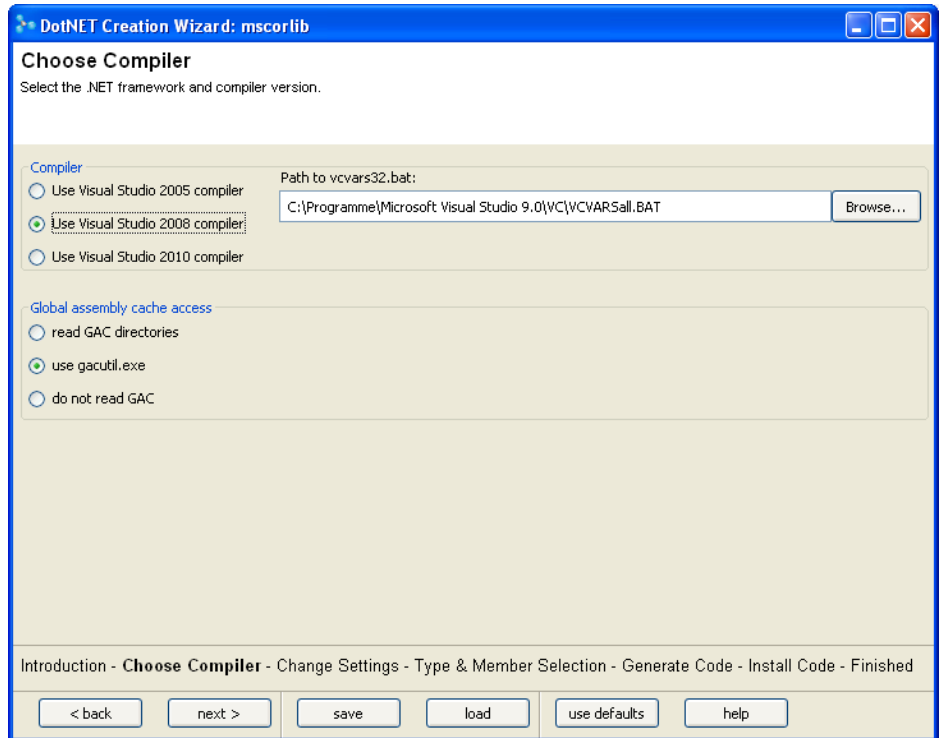 DotNET Creation Wizard: mscorlib
Choose Compiler
Select the .NET framework and compiler version.
Compiler
Use Visual Studio 2005 compiler
Path to vcvars32.bat:
C:\Programme\Microsoft Visual Studio 9.0\VC\VCVARSall.BAT
Browse...
Use Visual Studio 2008 compiler
Use Visual Studio 2010 compiler
Global assembly cache access
read GAC directories
use gacutil.exe
do not read GAC
Introduction - Choose Compiler - Change Settings - Type & Member Selection - Generate Code - Install Code - Finished
< back next > save load use defaults help